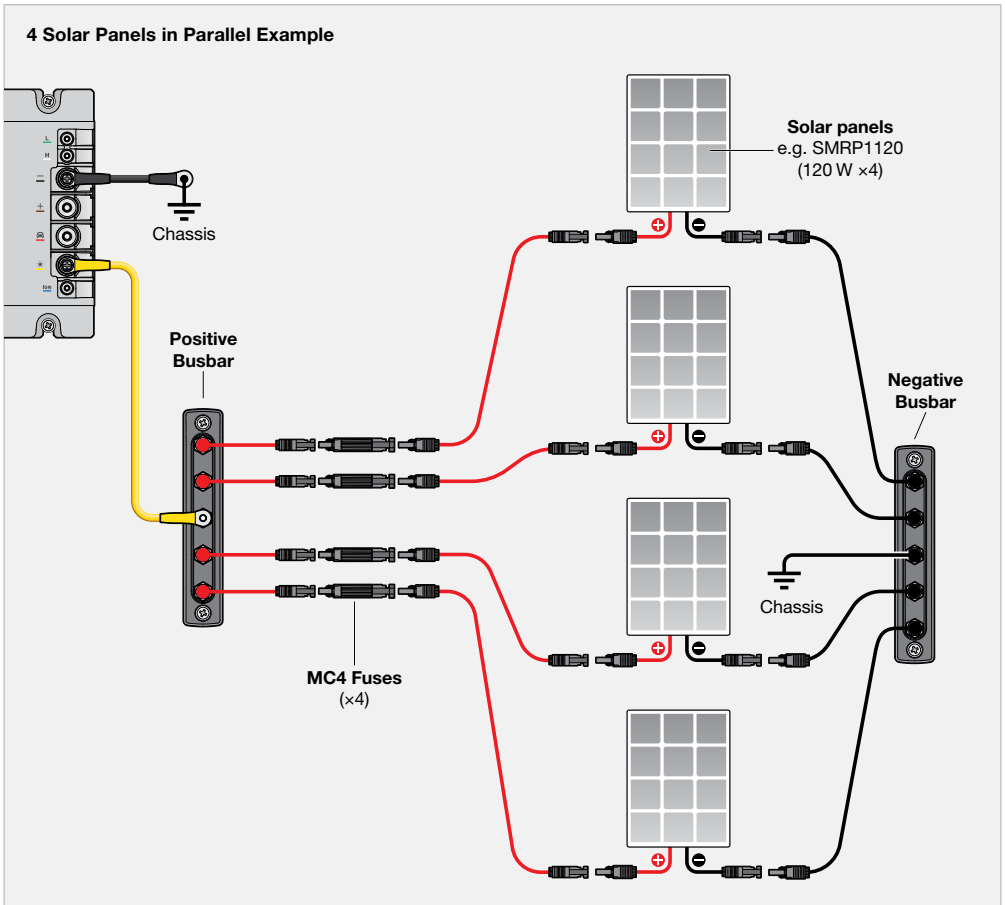 4 Solar Panels in Parallel Example
L
H
Chassis
Ign
Solar panels
e.g. SMRP1120
(120 W ×4)
Positive
Busbar
Negative
Busbar
Chassis
MC4 Fuses
(×4)